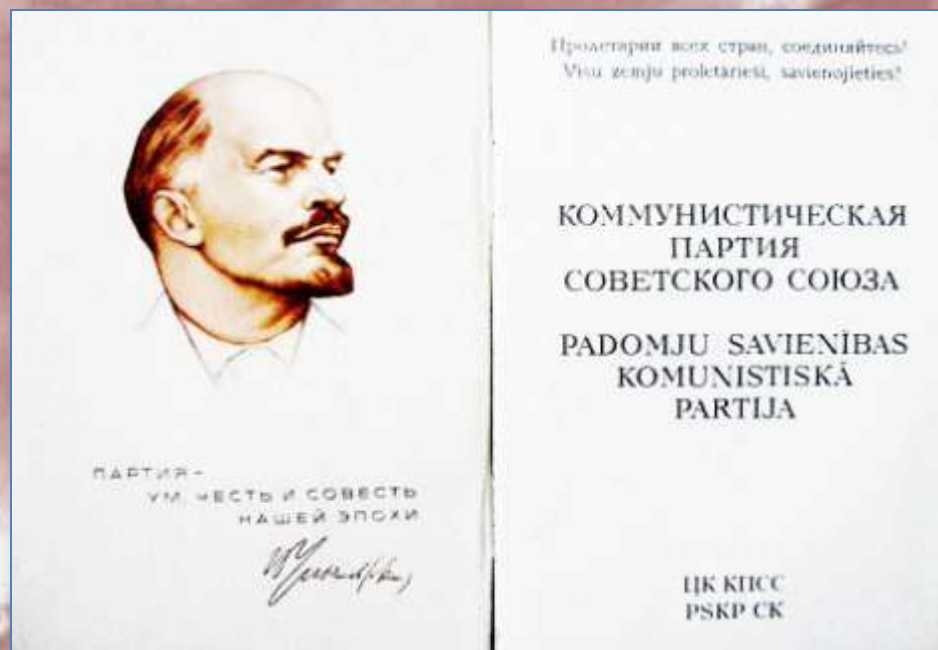 ПАРТИЯ –
УМ, ЧЕСТЬ И СОВЕСТЬ
НАШЕЙ ЭПОХИ
Пролетарии всех стран, соединяйтесь!
Visu zemju proletārieši, savienojieties!
КОММУНИСТИЧЕСКАЯ
ПАРТИЯ
СОВЕТСКОГО СОЮЗА
PADOMJU SAVIENĪBAS
KOMUNISTISKĀ
PARTIJA
ЦК КПСС
PSKP CK